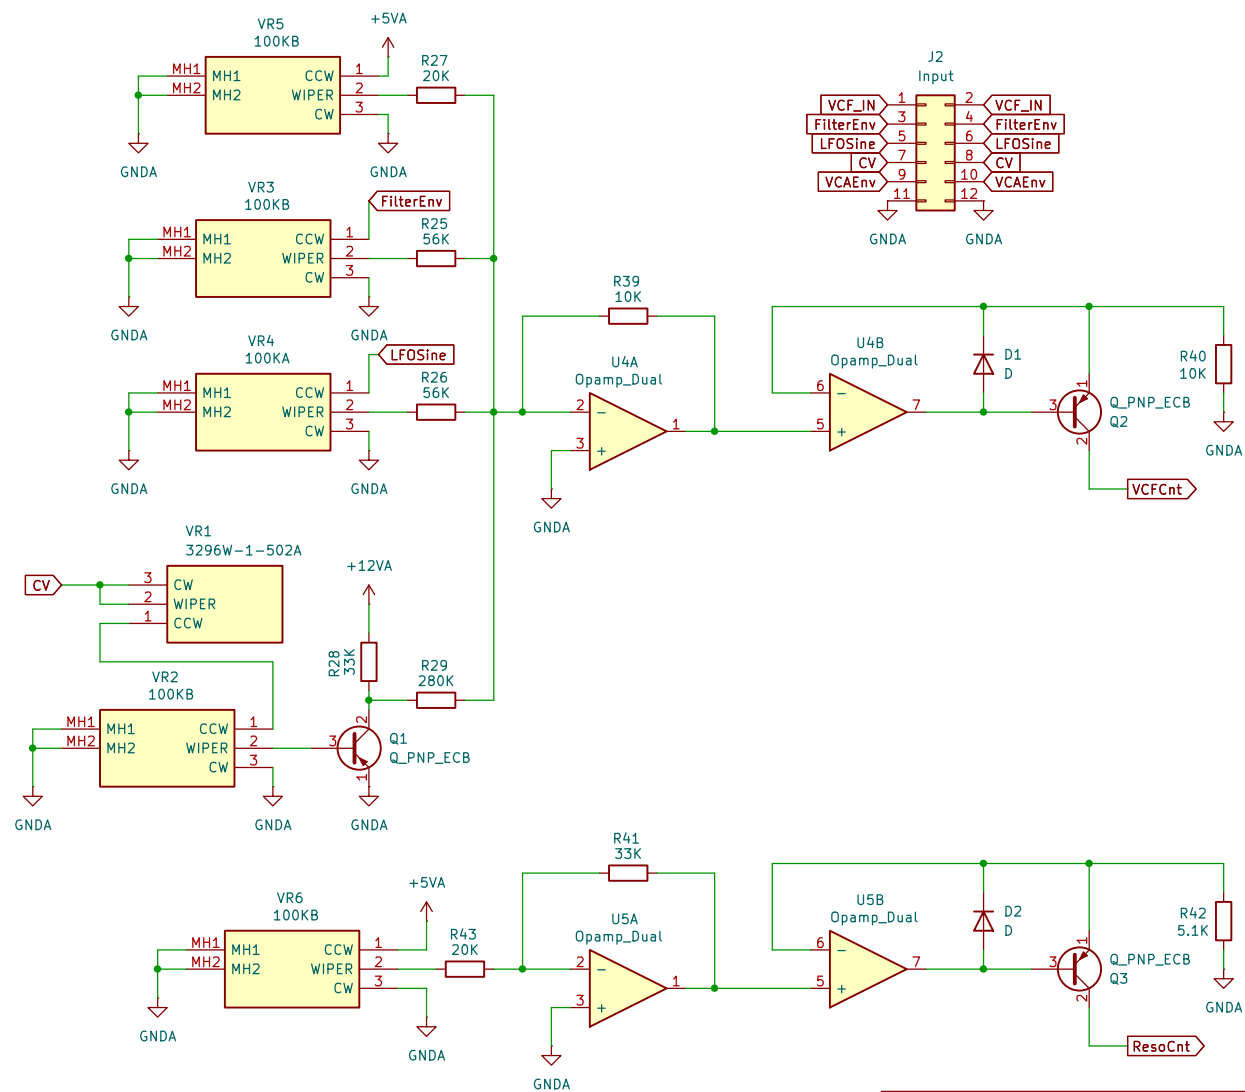 VR5
100KB
+5VA
MH1
MH2
MH1
MH2
CCW
WIPER
CW
1
2
3
R27
20K
GNDA
GNDA
J2
Input
VCF_IN
1
2
VCF_IN
FilterEnv
3
4
FilterEnv
LFOSine
5
6
LFOSine
CV
7
8
CV
VCAEnv
9
10
VCAEnv
11
12
GNDA
GNDA
VR3
100KB
FilterEnv
MH1
MH2
MH1
MH2
CCW
WIPER
CW
1
2
3
R25
56K
GNDA
GNDA
VR4
100KA
LFOSine
MH1
MH2
MH1
MH2
CCW
WIPER
CW
1
2
3
R26
56K
GNDA
GNDA
R39
10K
U4A
Opamp_Dual
2
3
1
−
+
GNDA
U4B
Opamp_Dual
6
5
7
−
+
D1
D
R40
10K
GNDA
1
3
2
Q_PNP_ECB
Q2
VCFCnt
VR1
3296W-1-502A
CV
3
2
1
CW
WIPER
CCW
+12VA
R28
33K
R29
280K
VR2
100KB
MH1
MH2
MH1
MH2
CCW
WIPER
CW
1
2
3
GNDA
GNDA
2
3
1
Q1
Q_PNP_ECB
GNDA
VR6
100KB
+5VA
MH1
MH2
MH1
MH2
CCW
WIPER
CW
1
2
3
R43
20K
GNDA
GNDA
R41
33K
U5A
Opamp_Dual
2
3
1
−
+
GNDA
U5B
Opamp_Dual
6
5
7
−
+
D2
D
R42
5.1K
GNDA
1
3
2
Q_PNP_ECB
Q3
ResoCnt